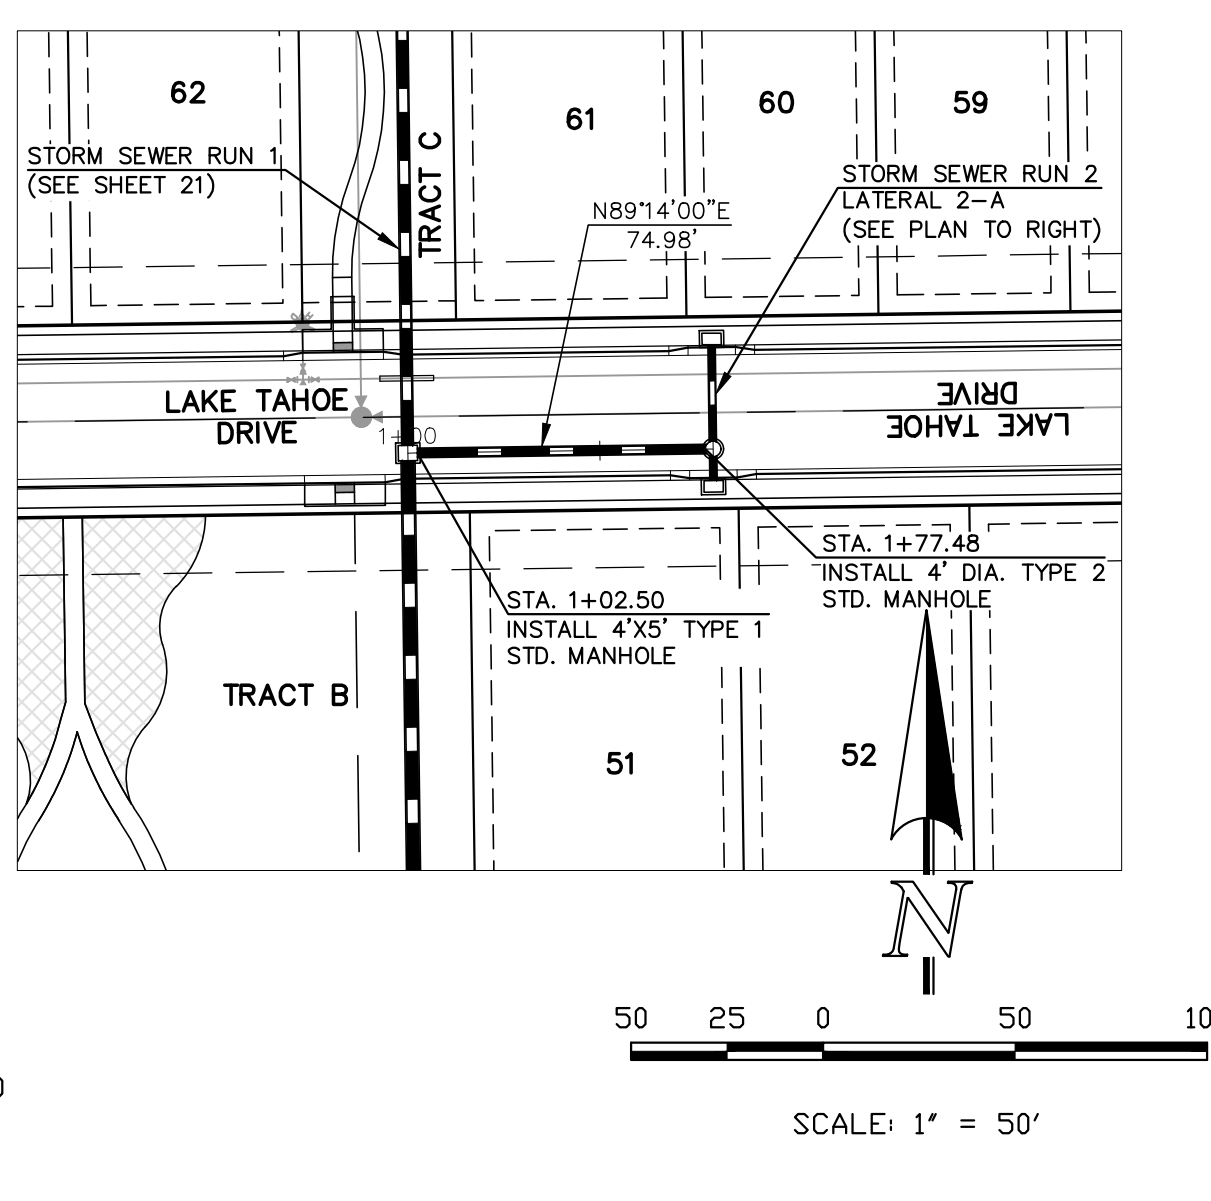 62
61
60
59
TRACT C
STORM SEWER RUN 1
(SEE SHEET 21)
STORM SEWER RUN 2
LATERAL 2-A
(SEE PLAN TO RIGHT)
N89°14'00"E
74.98'
LAKE TAHOE
DRIVE
LAKE TAHOE
DRIVE
1+00
STA. 1+77.48
INSTALL 4' DIA. TYPE 2
STD. MANHOLE
STA. 1+02.50
INSTALL 4'X5' TYPE 1
STD. MANHOLE
TRACT B
51
52
N
50 25 0 50 10
SCALE: 1" = 50'